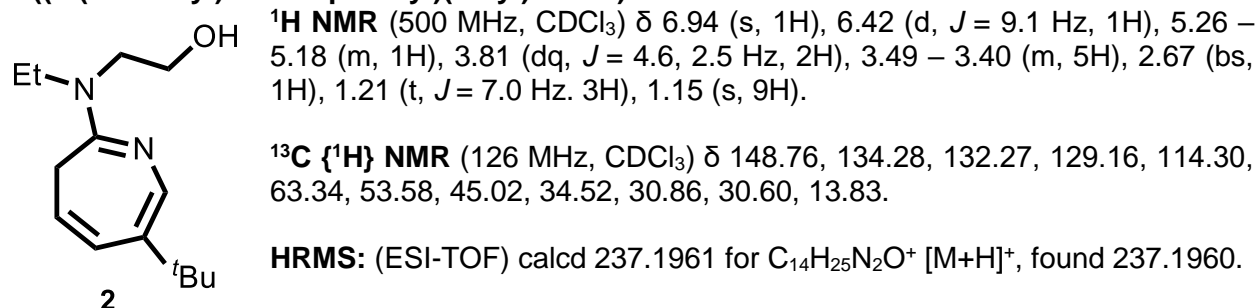 OH
Et
N
N
tBu
2
¹H NMR (500 MHz, CDCl₃) δ 6.94 (s, 1H), 6.42 (d, J = 9.1 Hz, 1H), 5.26 –
5.18 (m, 1H), 3.81 (dq, J = 4.6, 2.5 Hz, 2H), 3.49 – 3.40 (m, 5H), 2.67 (bs,
1H), 1.21 (t, J = 7.0 Hz. 3H), 1.15 (s, 9H).
¹³C {¹H} NMR (126 MHz, CDCl₃) δ 148.76, 134.28, 132.27, 129.16, 114.30,
63.34, 53.58, 45.02, 34.52, 30.86, 30.60, 13.83.
HRMS: (ESI-TOF) calcd 237.1961 for C₁₄H₂₅N₂O⁺ [M+H]⁺, found 237.1960.